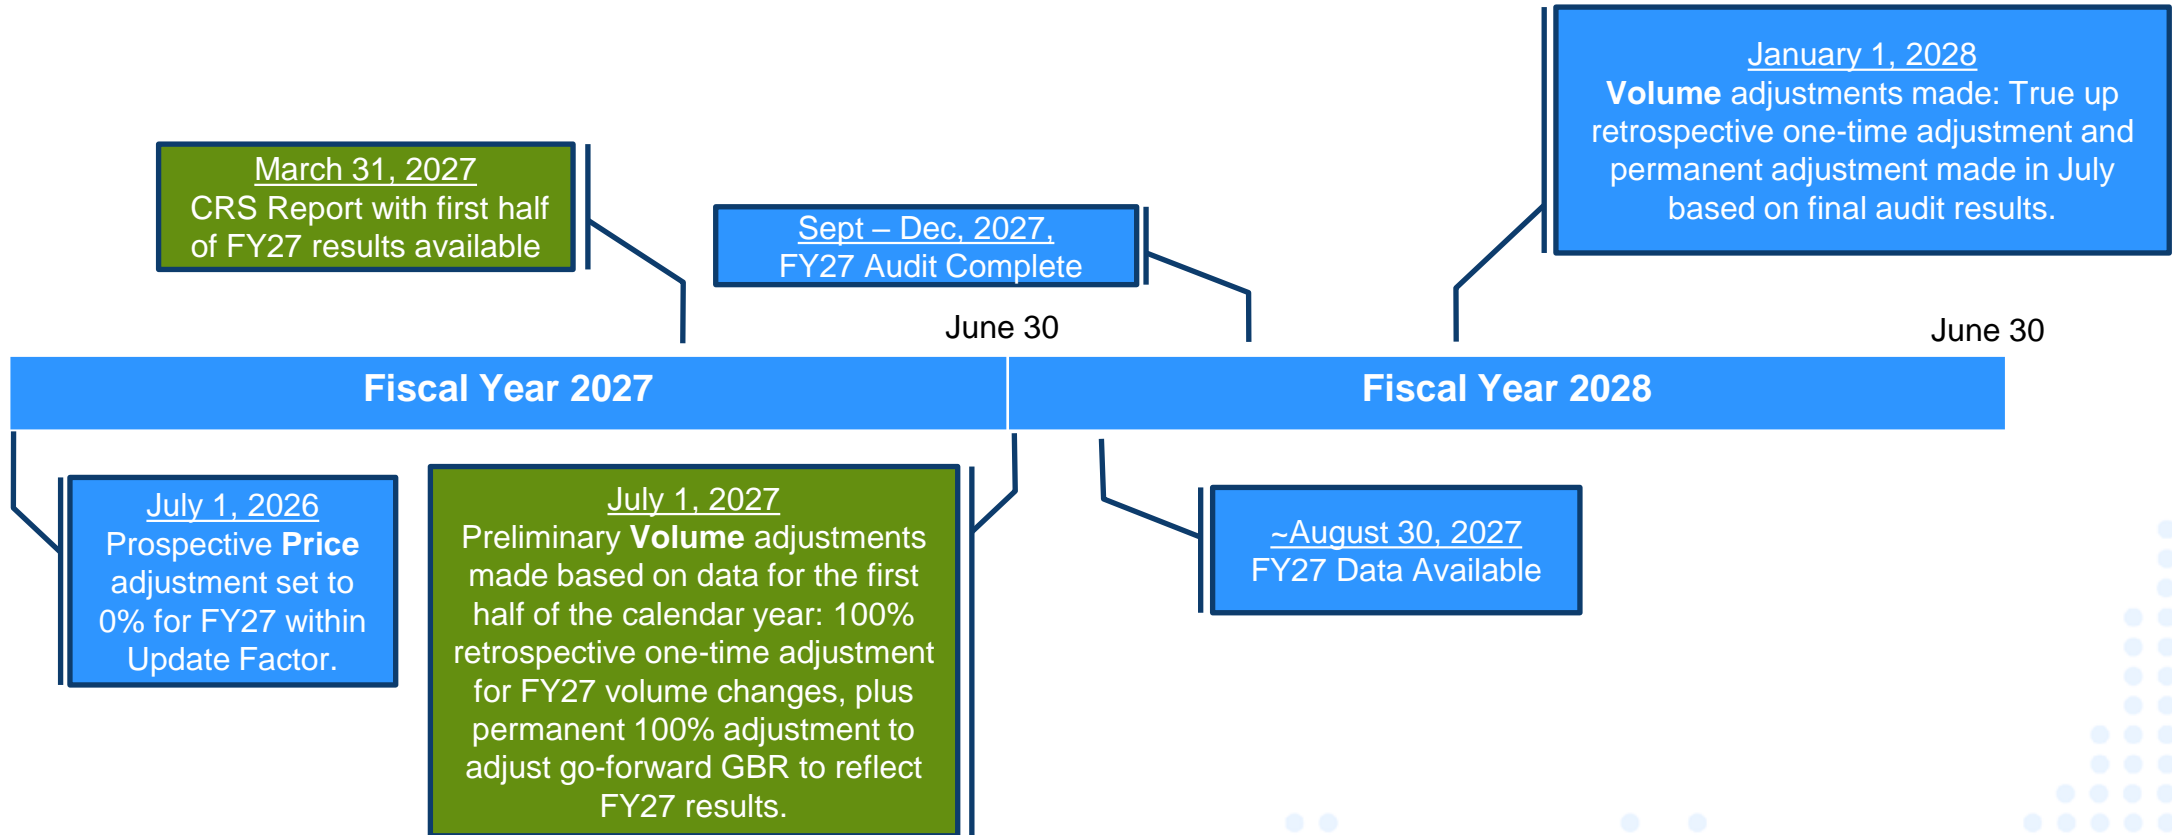 January 1, 2028
Volume adjustments made: True up
retrospective one-time adjustment and
permanent adjustment made in July
based on final audit results.
March 31, 2027
CRS Report with first half
of FY27 results available
Sept – Dec, 2027,
FY27 Audit Complete
June 30
June 30
Fiscal Year 2027
Fiscal Year 2028
July 1, 2026
Prospective Price
adjustment set to
0% for FY27 within
Update Factor.
July 1, 2027
Preliminary Volume adjustments
made based on data for the first
half of the calendar year: 100%
retrospective one-time adjustment
for FY27 volume changes, plus
permanent 100% adjustment to
adjust go-forward GBR to reflect
FY27 results.
~August 30, 2027
FY27 Data Available